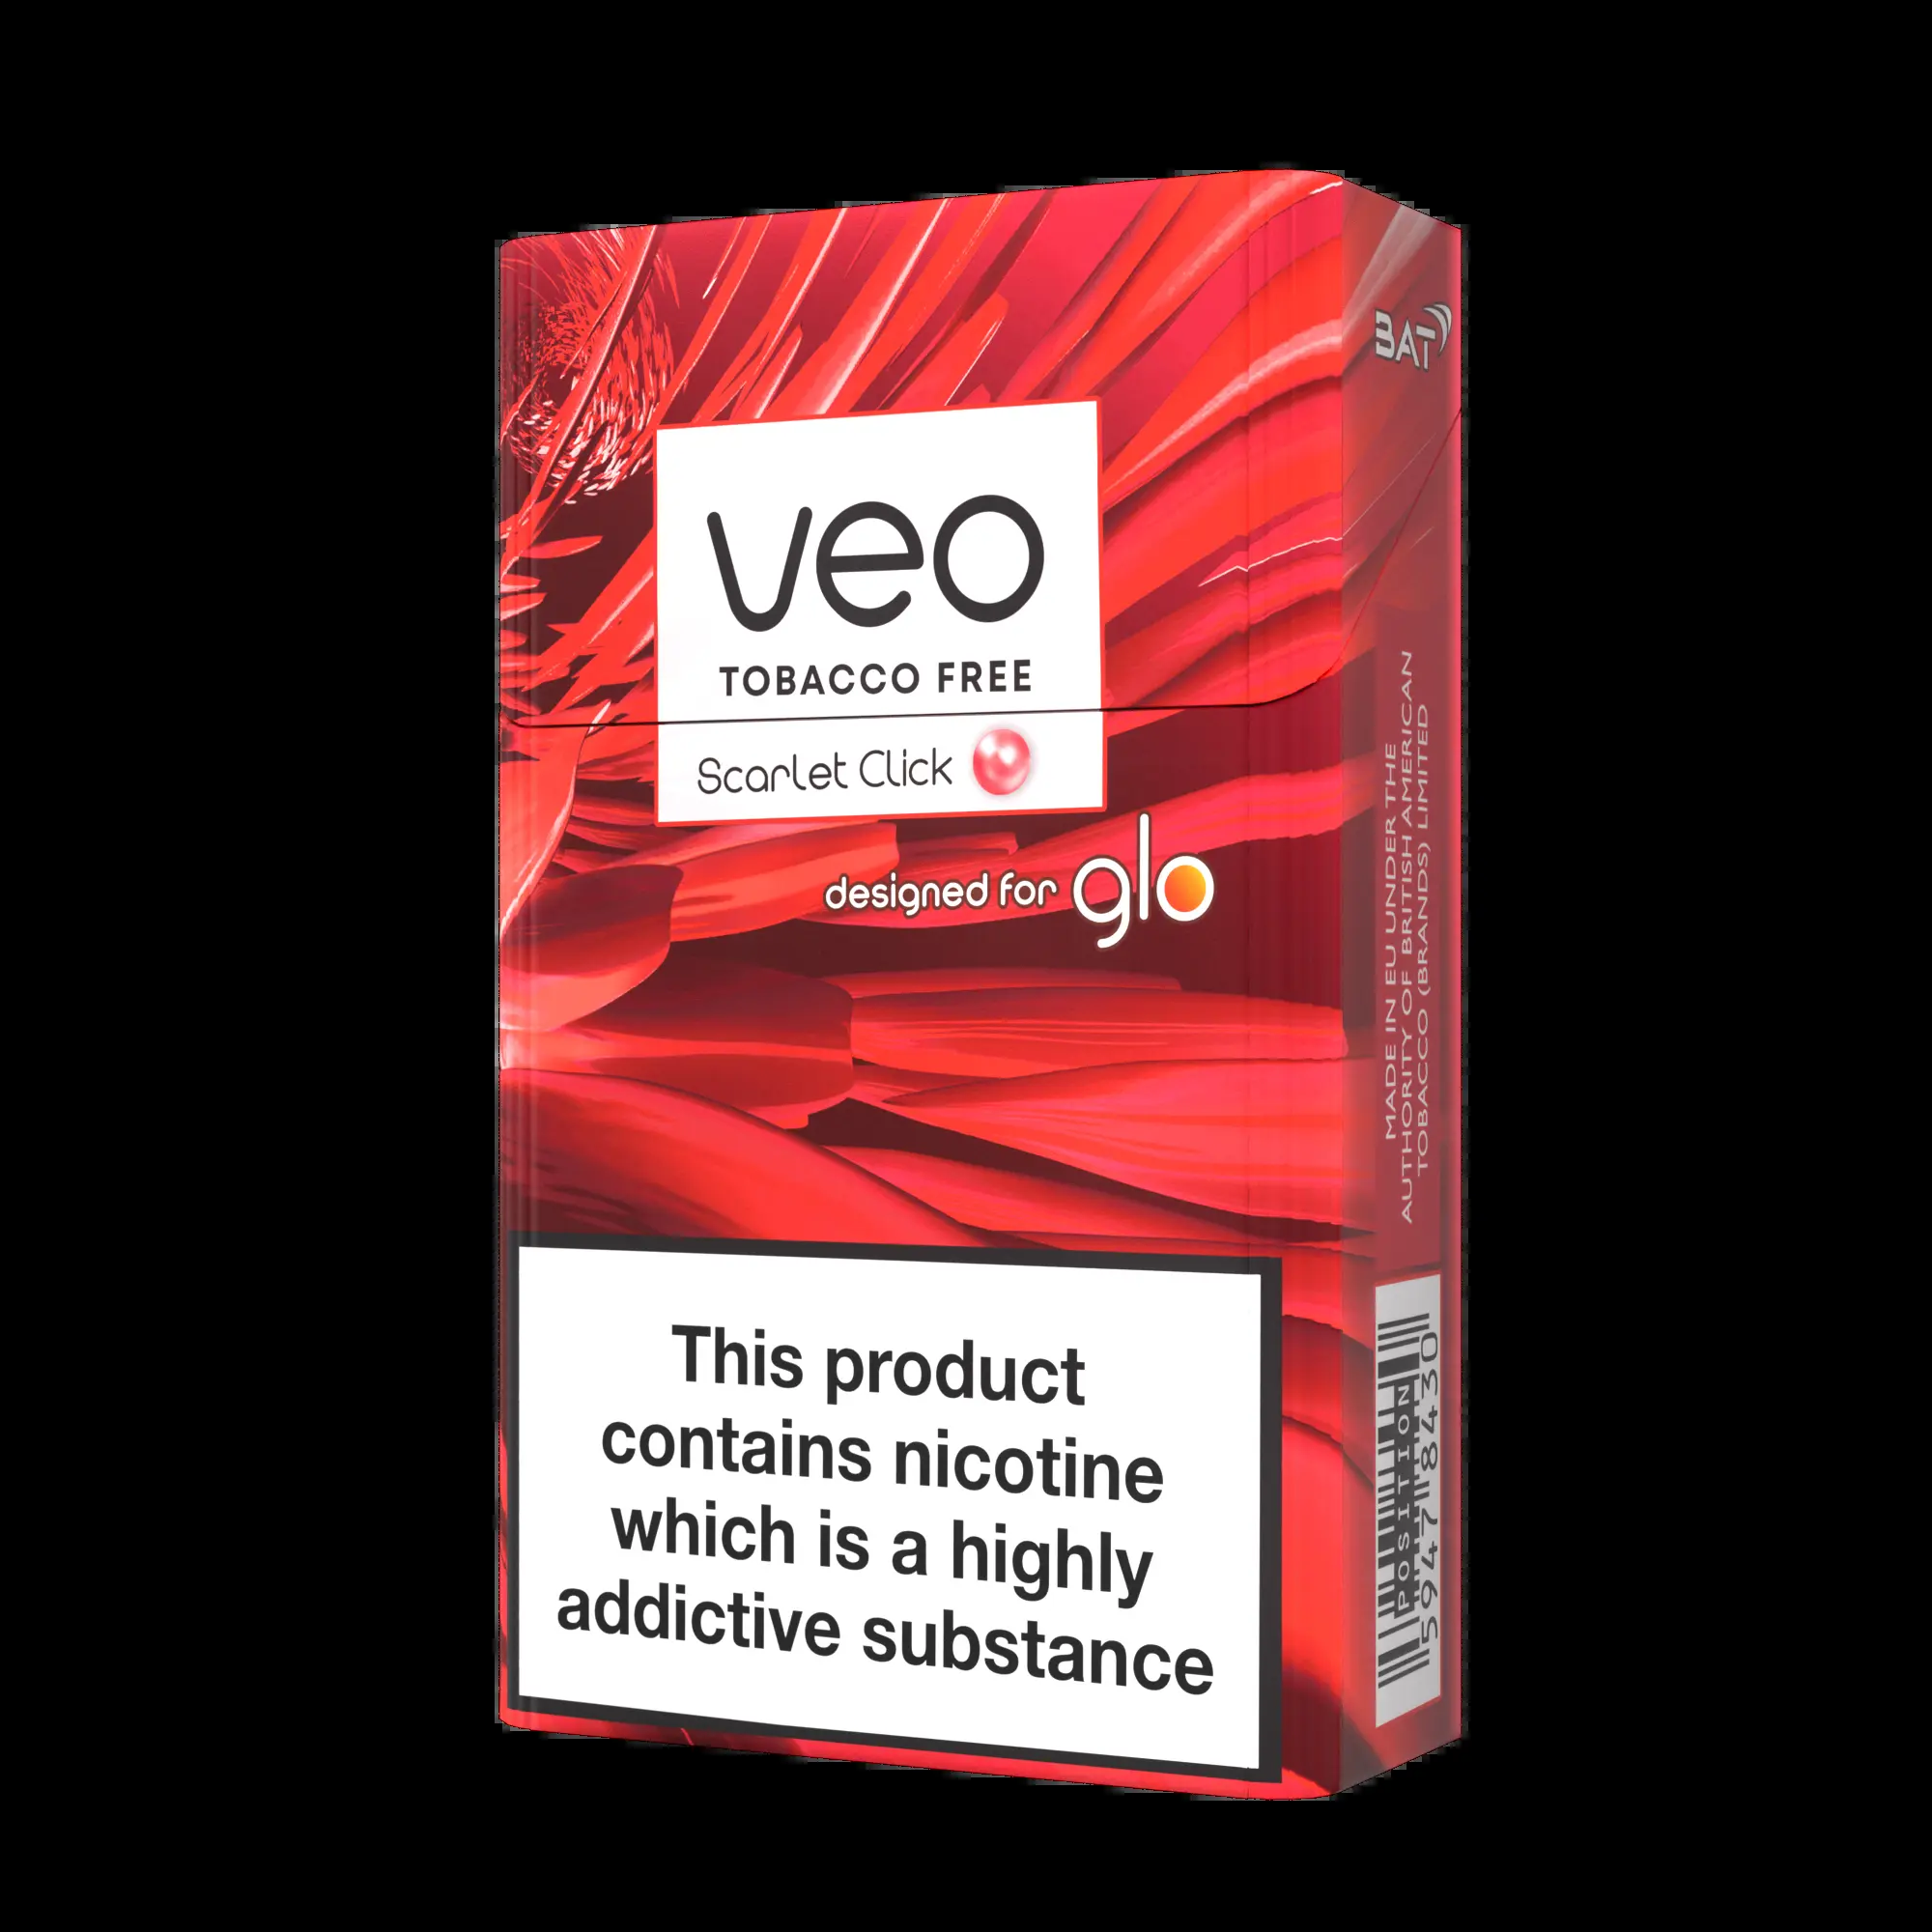 veo
TOBACCO FREE
Scarlet Click
designed for glo
This product
contains nicotine
which is a highly
addictive substance
BAT
MADE IN EU UNDER THE
AUTHORITY OF BRITISH AMERICAN
TOBACCO (BRANDS) LIMITED
POSITION
5947 8430